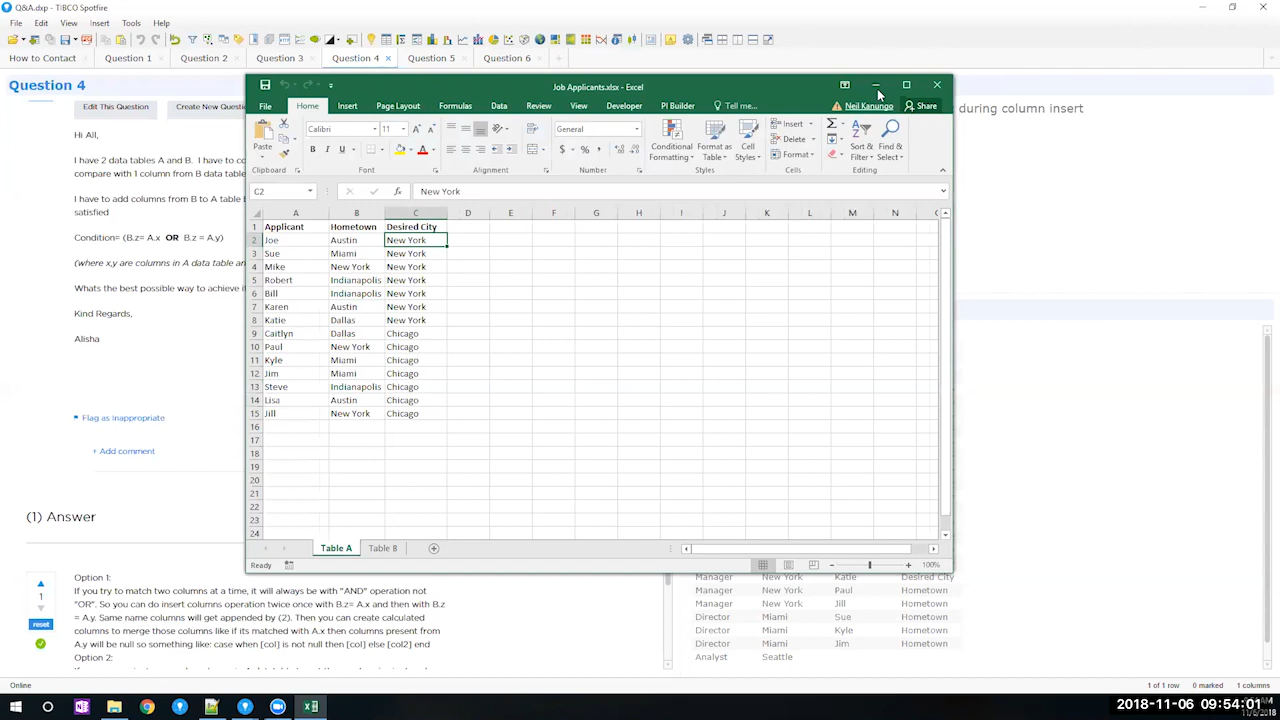 Q&A.dxp - TIBCO Spotfire
File Edit View Insert Tools Help
How to Contact Question 1 Question 2 Question 3 Question 4 Question 5 Question 6
Question 4
Edit This Question
Hi All,
I have 2 data tables A and B. I have to
compare with 1 column from B data table
I have to add columns from B to A table
satisfied
Condition= (B.z= A.x OR B.z = A.y)
(where x,y are columns in A data table
Whats the best possible way to achieve
Kind Regards,
Alisha
Flag as Inappropriate
+ Add comment
(1) Answer
1
reset
Option 1:
If you try to match two columns at a time, it will always be with "AND" operation not
"OR". So you can do insert columns operation twice once with B.z= A.x and then with B.z
= A.y. Same name columns will get appended by (2). Then you can create calculated
columns to merge those columns like if its matched with A.x then columns present from
A.y will be null so something like: case when [col] is not null then [col] else [col2] end
Option 2:
Create New
during column insert
Job Applicants.xlsx - Excel
File Home Insert Page Layout Formulas Data Review View Developer PI Builder Tell me... Neil Kanungo Share
Paste
Clipboard
Calibri 11
B I U
Font
Alignment
General
$ % ,
Number
Conditional Formatting
Format as Table
Cell Styles
Styles
Insert
Delete
Format
Cells
Sort & Filter
Find & Select
Editing
C2 fx New York
A B C D E F G H I J K L M N
1 Applicant Hometown Desired City
2 Joe Austin New York
3 Sue Miami New York
4 Mike New York New York
5 Robert Indianapolis New York
6 Bill Indianapolis New York
7 Karen Austin New York
8 Katie Dallas New York
9 Caitlyn Dallas Chicago
10 Paul New York Chicago
11 Kyle Miami Chicago
12 Jim Miami Chicago
13 Steve Indianapolis Chicago
14 Lisa Austin Chicago
15 Jill New York Chicago
16
17
18
19
20
21
22
23
24
Table A Table B
Ready 100%
Manager New York Katie Desired City
Manager New York Paul Hometown
Manager New York Jill Hometown
Director Miami Sue Hometown
Director Miami Kyle Hometown
Director Miami Jim Hometown
Analyst Seattle
Online 1 of 1 row 0 marked 1 columns
2018-11-06 09:54:01